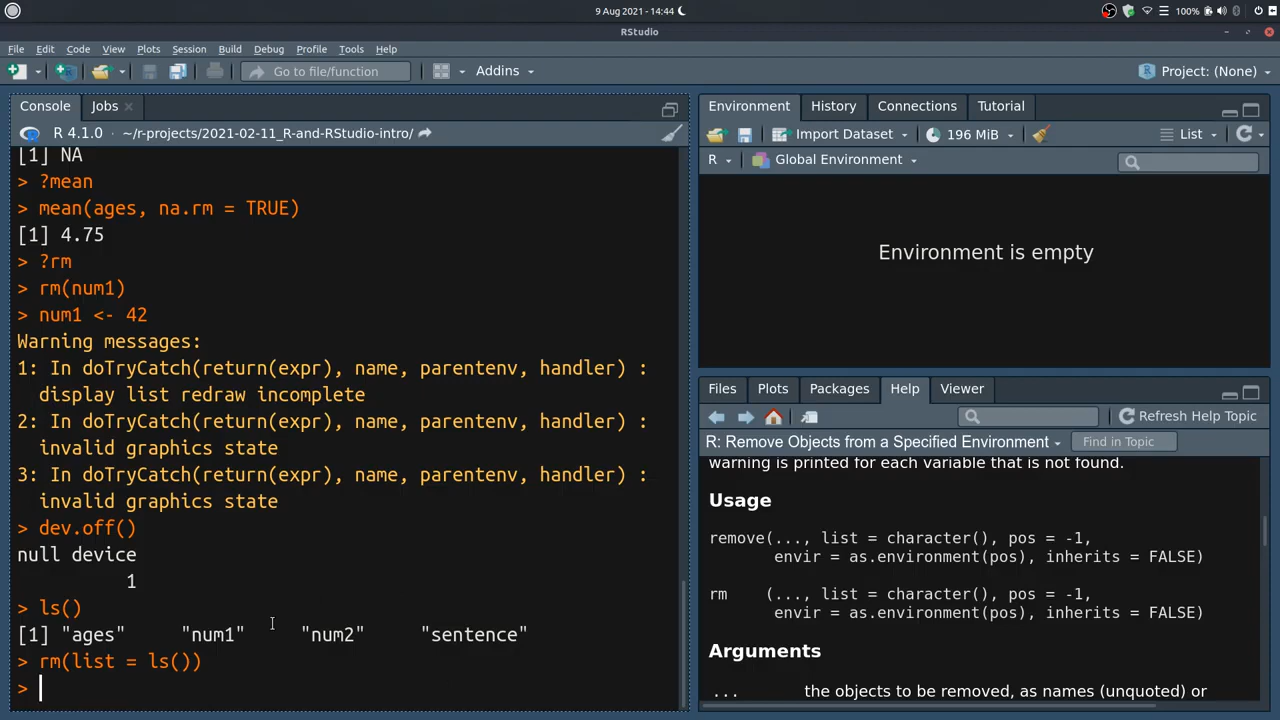 9 Aug 2021 - 14:44
100%
RStudio
File Edit Code View Plots Session Build Debug Profile Tools Help
Go to file/function
Addins
Project: (None)
Console Jobs
R 4.1.0 · ~/r-projects/2021-02-11_R-and-RStudio-intro/
[1] NA
> ?mean
> mean(ages, na.rm = TRUE)
[1] 4.75
> ?rm
> rm(num1)
> num1 <- 42
Warning messages:
1: In doTryCatch(return(expr), name, parentenv, handler) :
display list redraw incomplete
2: In doTryCatch(return(expr), name, parentenv, handler) :
invalid graphics state
3: In doTryCatch(return(expr), name, parentenv, handler) :
invalid graphics state
> dev.off()
null device
1
> ls()
[1] "ages" "num1" "num2" "sentence"
> rm(list = ls())
>
Environment History Connections Tutorial
Import Dataset 196 MiB List
R Global Environment
Environment is empty
Files Plots Packages Help Viewer
Refresh Help Topic
R: Remove Objects from a Specified Environment Find in Topic
warning is printed for each variable that is not found.
Usage
remove(..., list = character(), pos = -1,
envir = as.environment(pos), inherits = FALSE)
rm (..., list = character(), pos = -1,
envir = as.environment(pos), inherits = FALSE)
Arguments
... the objects to be removed, as names (unquoted) or